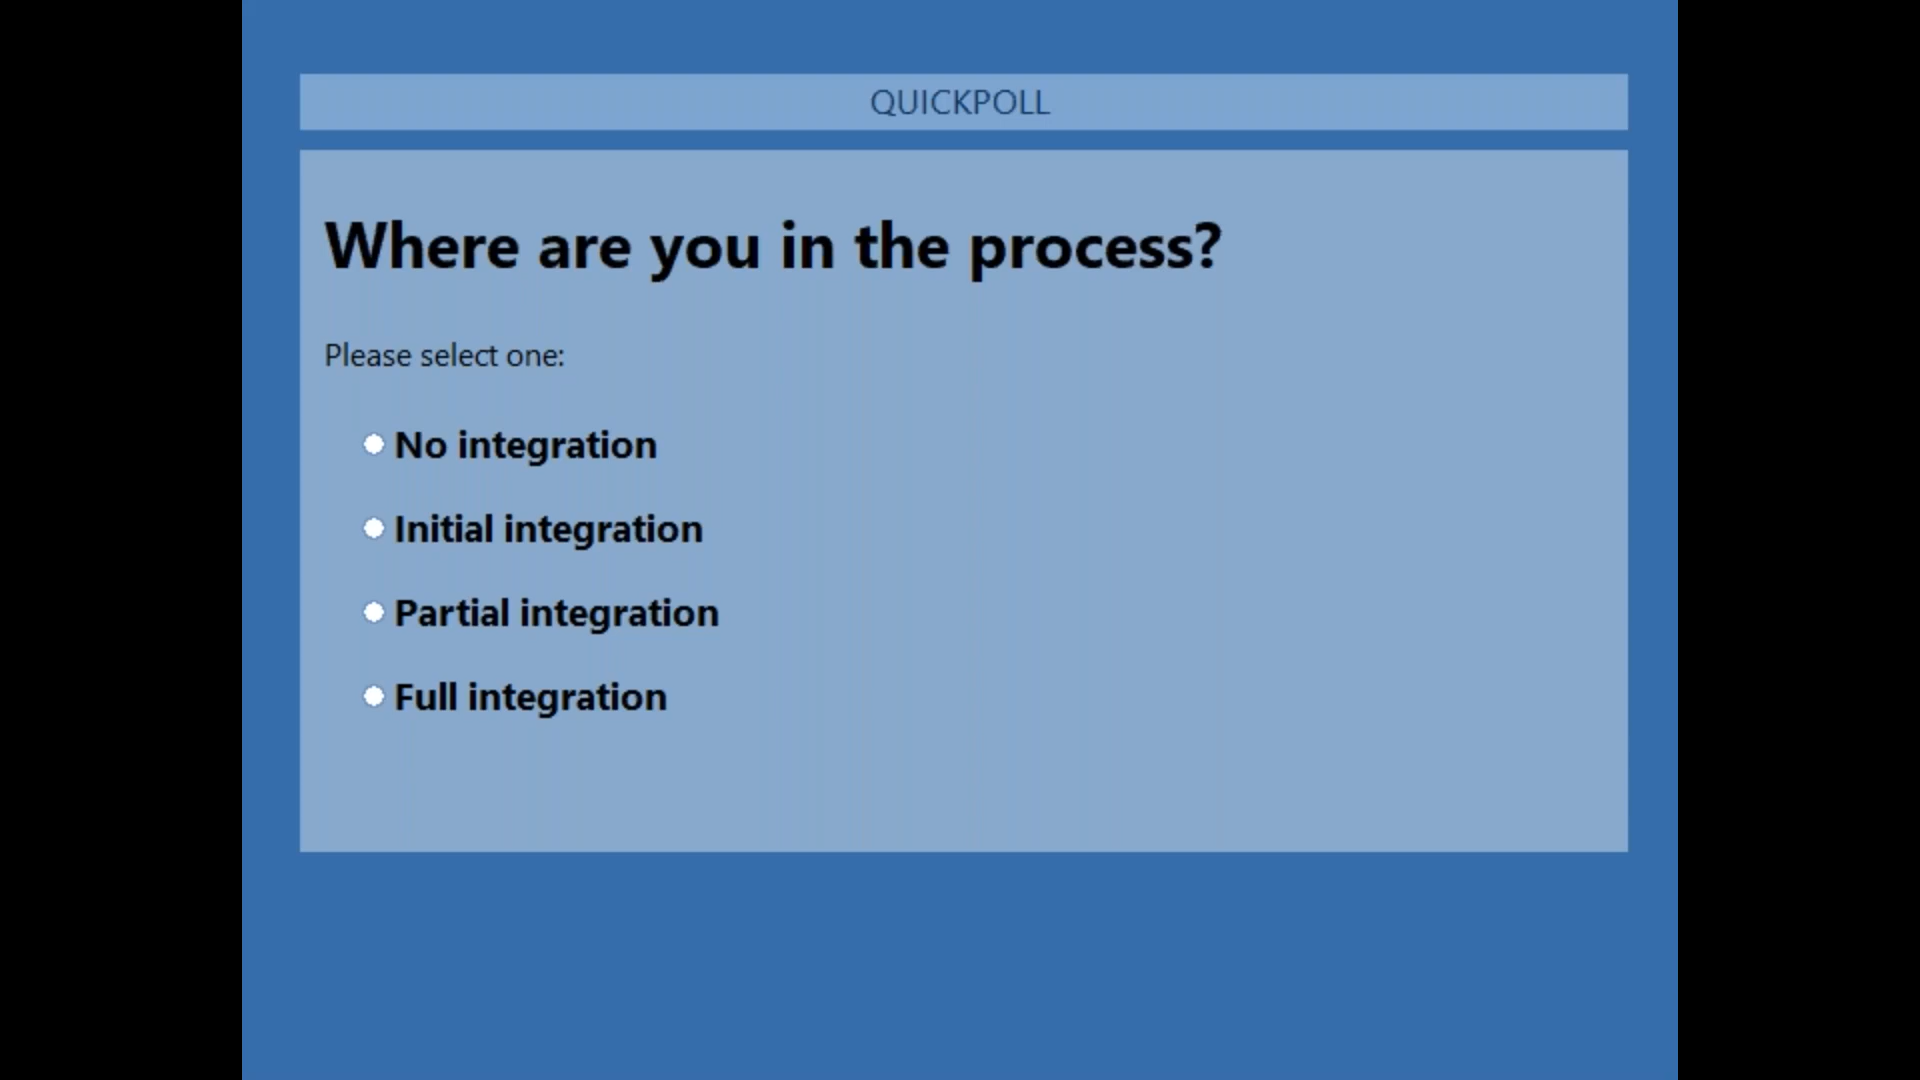 QUICKPOLL
Where are you in the process?
Please select one:
No integration
Initial integration
Partial integration
Full integration